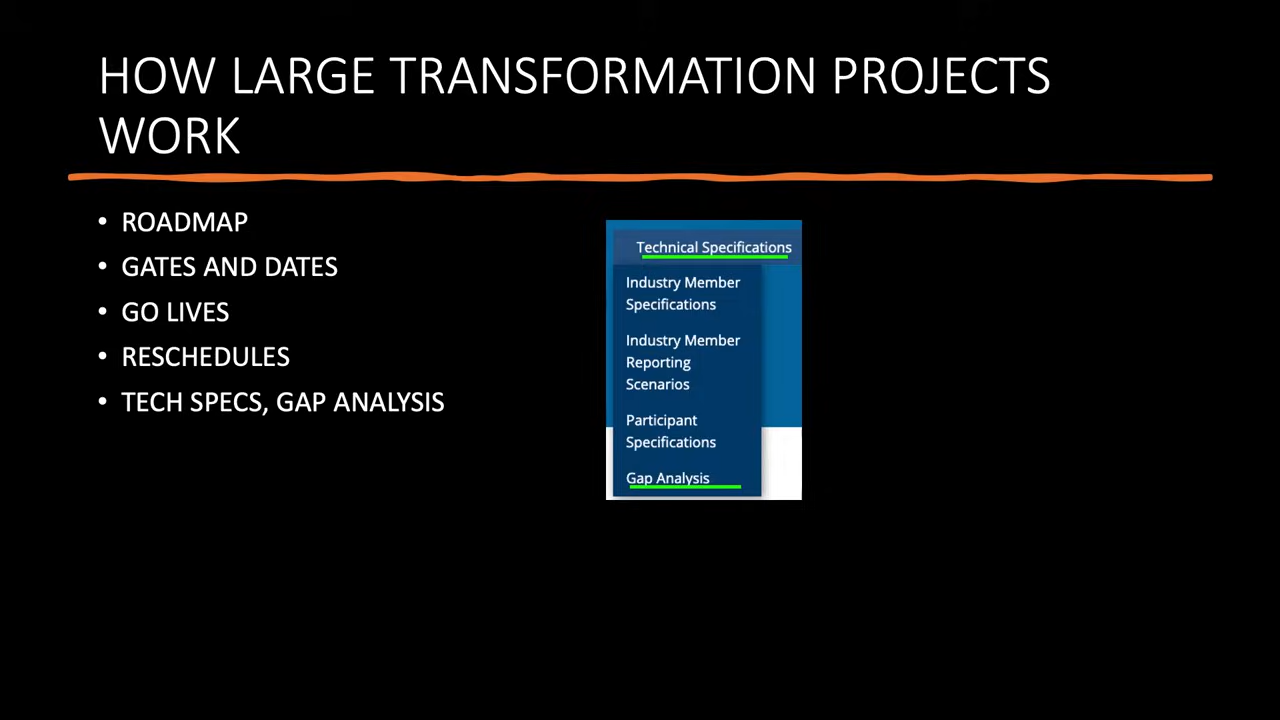 HOW LARGE TRANSFORMATION PROJECTS
WORK
• ROADMAP
• GATES AND DATES
• GO LIVES
• RESCHEDULES
• TECH SPECS, GAP ANALYSIS
Technical Specifications
Industry Member
Specifications
Industry Member
Reporting
Scenarios
Participant
Specifications
Gap Analysis